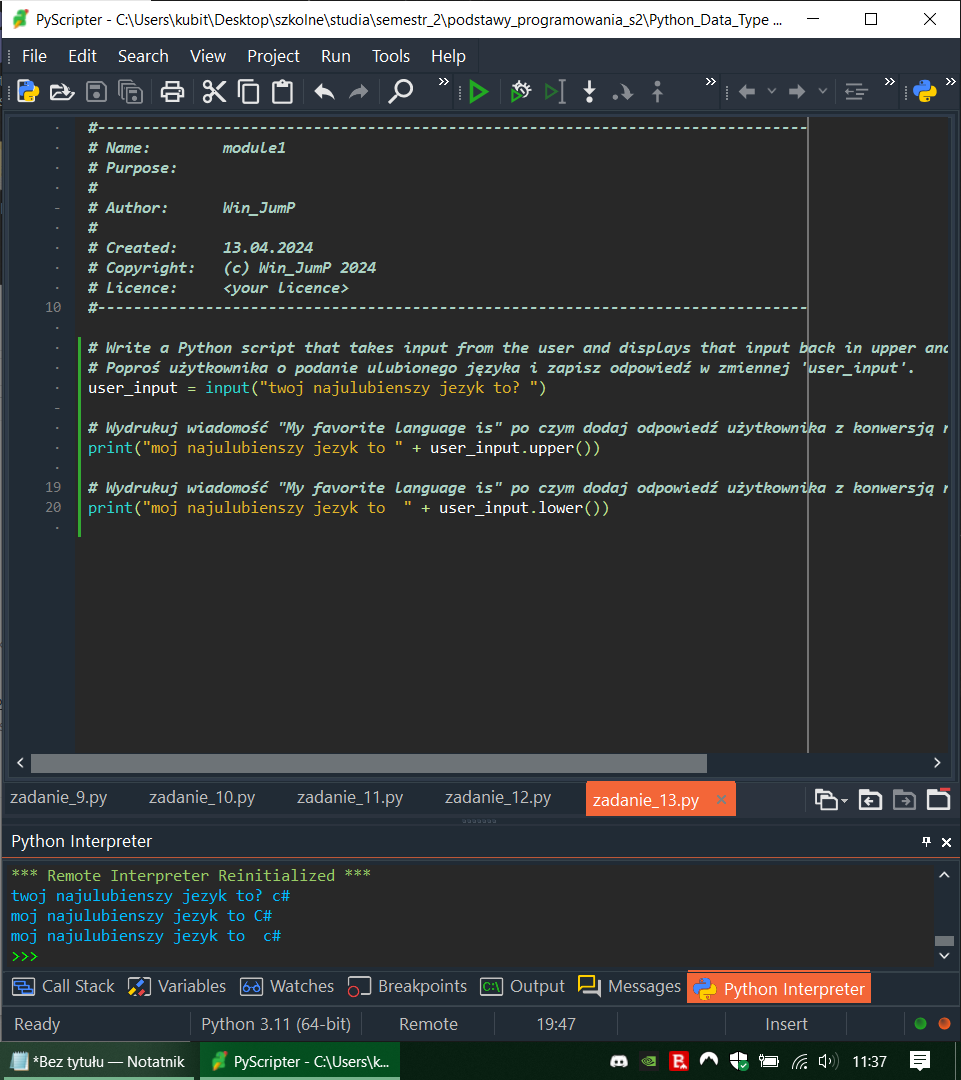 PyScripter - C:\Users\kubit\Desktop\szkolne\studia\semestr_2\podstawy_programowania_s2\Python_Data_Type ...
File Edit Search View Project Run Tools Help
#-------------------------------------------------------------------------------
# Name:        module1
# Purpose:
#
# Author:      Win_JumP
#
# Created:     13.04.2024
# Copyright:   (c) Win_JumP 2024
# Licence:     <your licence>
10 #-------------------------------------------------------------------------------
# Write a Python script that takes input from the user and displays that input back in upper and
# Poproś użytkownika o podanie ulubionego języka i zapisz odpowiedź w zmiennej 'user_input'.
user_input = input("twoj najulubienszy jezyk to? ")
# Wydrukuj wiadomość "My favorite language is" po czym dodaj odpowiedź użytkownika z konwersją
print("moj najulubienszy jezyk to " + user_input.upper())
19 # Wydrukuj wiadomość "My favorite language is" po czym dodaj odpowiedź użytkownika z konwersją
20 print("moj najulubienszy jezyk to  " + user_input.lower())
zadanie_9.py zadanie_10.py zadanie_11.py zadanie_12.py zadanie_13.py
Python Interpreter
*** Remote Interpreter Reinitialized ***
twoj najulubienszy jezyk to? c#
moj najulubienszy jezyk to C#
moj najulubienszy jezyk to  c#
>>>
Call Stack Variables Watches Breakpoints Output Messages Python Interpreter
Ready Python 3.11 (64-bit) Remote 19:47 Insert
*Bez tytułu — Notatnik PyScripter - C:\Users\k... 11:37